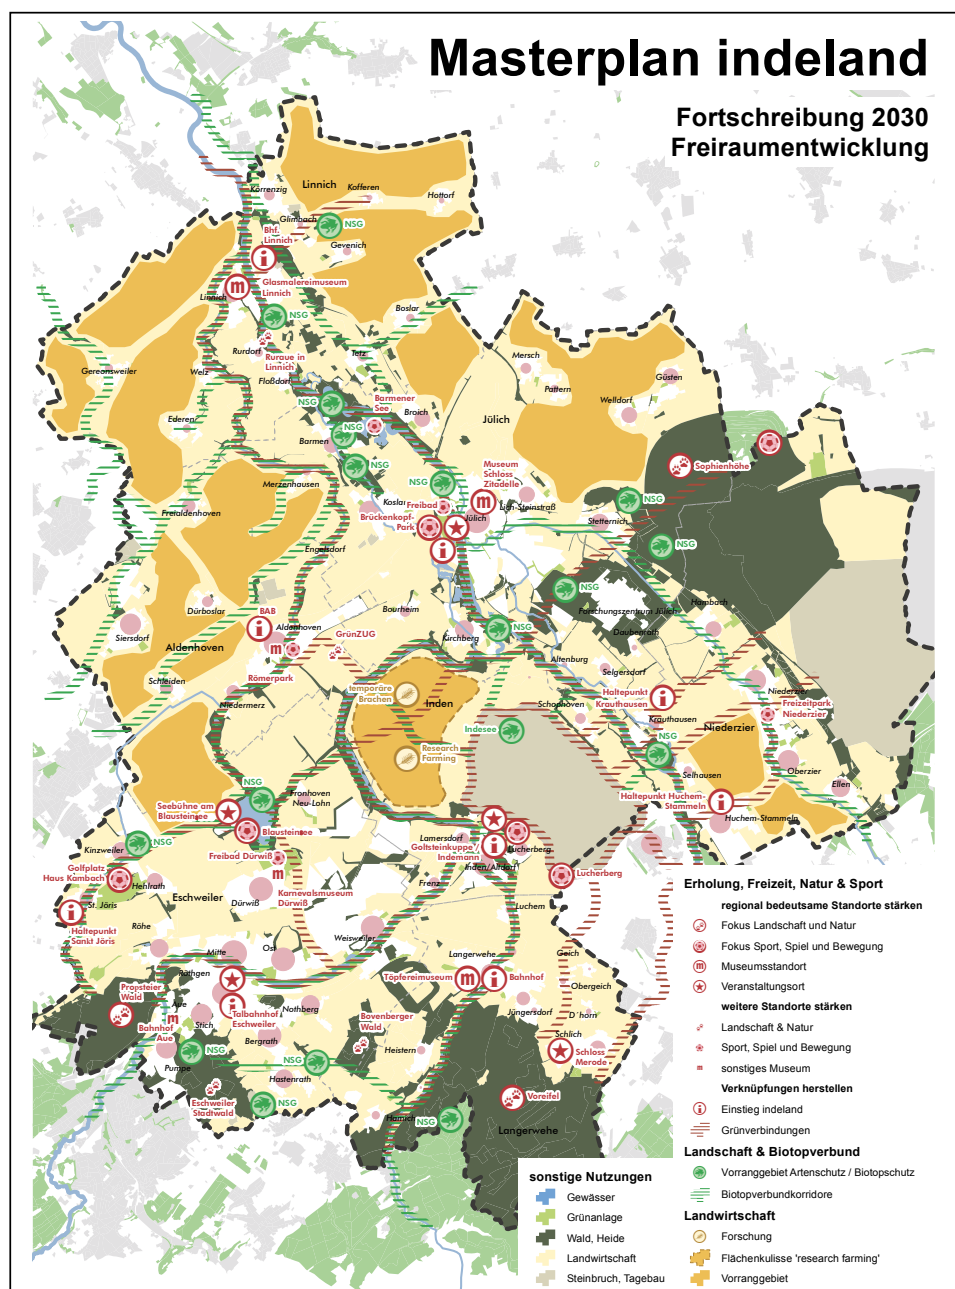 Masterplan indeland
Fortschreibung 2030
Freiraumentwicklung
Linnich
Körrenzig
Kofferen
Hottorf
Glimbach
NSG
Bhf.
Linnich
Gevenich
Glasmalereimuseum
Linnich
Linnich
NSG
Boslar
Rurdorf
Ruraue in
Linnich
Tetz
Gereonsweiler
Welz
Floßdorf
Mersch
Pattern
Güsten
Welldorf
NSG
Barmener
See
Broich
Jülich
Ederen
NSG
Barmen
NSG
Merzenhausen
Museum
Schloss
Zitadelle
Sophienhöhe
NSG
Koslar
Freibad
Lich-Steinstraß
NSG
Brückenkopf-
Park
Jülich
Stetternich
Freialdenhoven
Engelsdorf
NSG
NSG
Forschungszentrum Jülich
Hambach
Dürboslar
BAB
Bourheim
Daubenrath
Siersdorf
Aldenhoven
GrünZUG
Kirchberg
NSG
Aldenhoven
Altenburg
Selgersdorf
Römerpark
Schleiden
Temporäre
Brachen
Inden
Haltepunkt
Krauthausen
Niederzier
Niedermerz
Schophoven
Krauthausen
Freizeitpark
Niederzier
Indesee
Niederzier
Research
Farming
NSG
Selhausen
Oberzier
NSG
Fronhoven
Neu-Lohn
Haltepunkt Huchem-
Stammeln
Ellen
Seebühne am
Blausteinsee
Huchem-Stammeln
Blausteinsee
Lamersdorf
Goltsteinkuppe/
Indemann
Lucherberg
NSG
Kinzweiler
Freibad Dürwiß
Inden/Altdorf
Lucherberg
Golfplatz
Haus Kambach
Hehlrath
Karnevalsmuseum
Dürwiß
Frenz
St. Jöris
Eschweiler
Dürwiß
Luchem
Haltepunkt
Sankt Jöris
Röhe
Weisweiler
Mitte
Ost
Langerwehe
Geich
Röthgen
Töpfereimuseum
Bahnhof
Obergeich
Propsteier
Wald
Aue
Talbahnhof
Eschweiler
Nothberg
Jüngersdorf
D´horn
Bahnhof
Aue
Stich
Bergrath
Bovenberger
Wald
Schlich
Heistern
Schloss
Merode
Pumpe
NSG
NSG
Hastenrath
Eschweiler
Stadtwald
NSG
Hamich
NSG
Voreifel
Langerwehe
Erholung, Freizeit, Natur & Sport
regional bedeutsame Standorte stärken
Fokus Landschaft und Natur
Fokus Sport, Spiel und Bewegung
Museumsstandort
Veranstaltungsort
weitere Standorte stärken
Landschaft & Natur
Sport, Spiel und Bewegung
sonstiges Museum
Verknüpfungen herstellen
Einstieg indeland
Grünverbindungen
Landschaft & Biotopverbund
Vorranggebiet Artenschutz / Biotopschutz
Biotopverbundkorridore
Landwirtschaft
Forschung
Flächenkulisse 'research farming'
Vorranggebiet
sonstige Nutzungen
Gewässer
Grünanlage
Wald, Heide
Landwirtschaft
Steinbruch, Tagebau